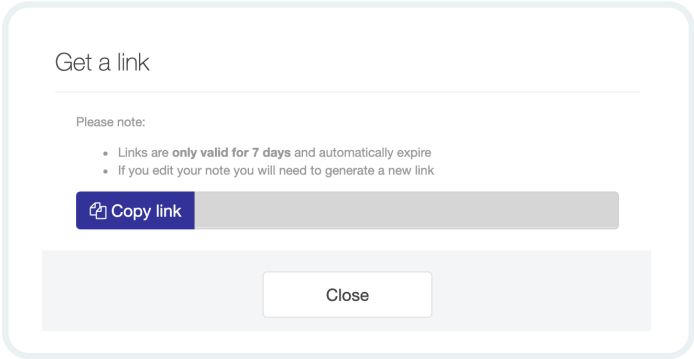 Get a link
Please note:
Links are only valid for 7 days and automatically expire
If you edit your note you will need to generate a new link
Copy link
Close